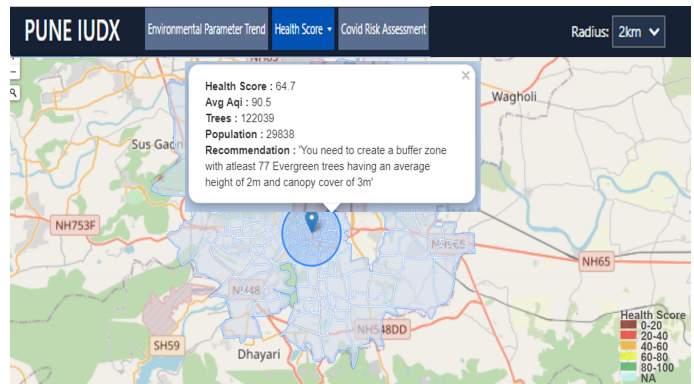 PUNE IUDX
Environmental Parameter Trend
Health Score
Covid Risk Assessment
Radius: 2km
Health Score : 64.7
Avg Aqi : 90.5
Trees : 122039
Population : 29838
Recommendation : 'You need to create a buffer zone
with atleast 77 Evergreen trees having an average
height of 2m and canopy cover of 3m'
×
Wagholi
NH753F
NH65
NH48
NH548DD
SH59
Dhayari
Health Score
0-20
20-40
40-60
60-80
80-100
NA